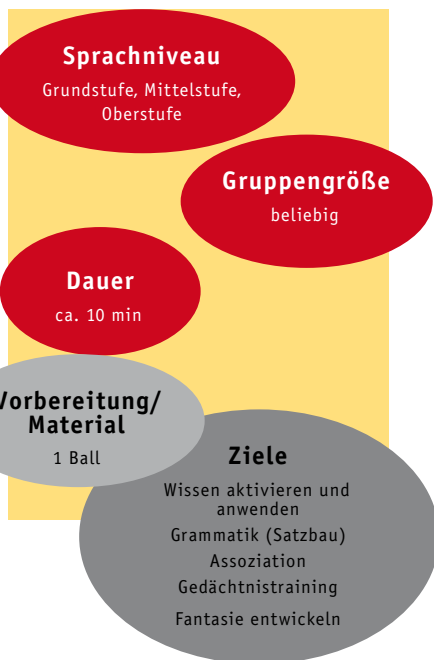 Sprachniveau
Grundstufe, Mittelstufe,
Oberstufe
Gruppengröße
beliebig
Dauer
ca. 10 min
Vorbereitung/
Material
1 Ball
Ziele
Wissen aktivieren und
anwenden
Grammatik (Satzbau)
Assoziation
Gedächtnistraining
Fantasie entwickeln